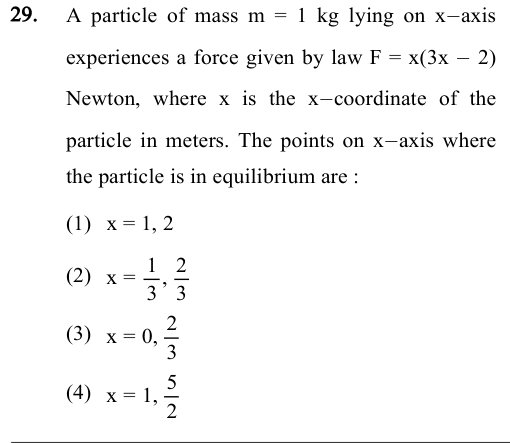 29. A particle of mass m = 1 kg lying on x–axis
experiences a force given by law F = x(3x − 2)
Newton, where x is the x–coordinate of the
particle in meters. The points on x–axis where
the particle is in equilibrium are :
(1) x = 1, 2
(2) x = 1/3, 2/3
(3) x = 0, 2/3
(4) x = 1, 5/2